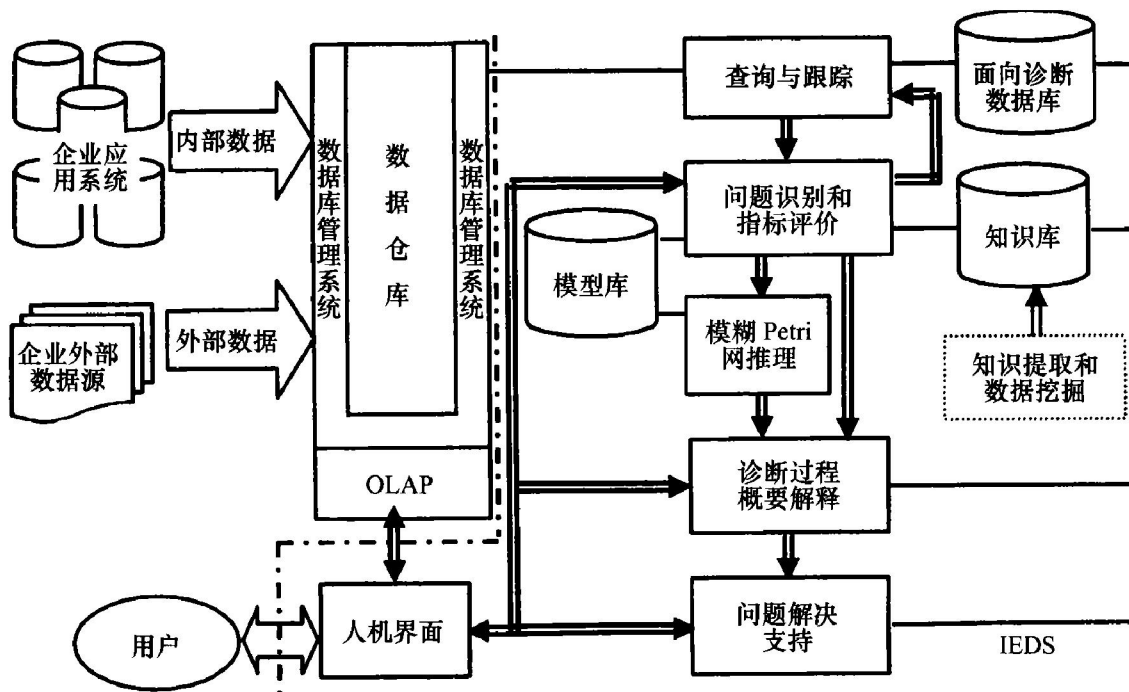 企业应
用系统
内部数据
企业外部
数据源
外部数据
数据库管理系统
数据仓库
数据库管理系统
OLAP
用户
人机界面
查询与跟踪
面向诊断
数据库
问题识别和
指标评价
知识库
模型库
模糊 Petri
网推理
知识提取和
数据挖掘
诊断过程
概要解释
问题解决
支持
IEDS